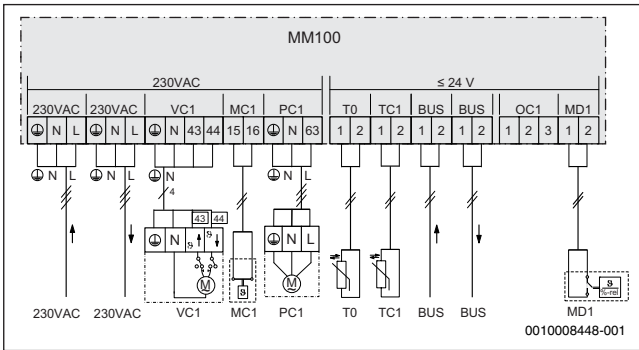 MM100
230VAC ≤ 24 V
230VAC 230VAC VC1 MC1 PC1 T0 TC1 BUS BUS OC1 MD1
N L N L N 43 44 15 16 N 63 1 2 1 2 1 2 1 2 1 2 3 1 2
N L N L N N L
4
43 44
N ϑ ϑ N L
M M ϑ ϑ %-rel
230VAC 230VAC VC1 MC1 PC1 T0 TC1 BUS BUS MD1
0010008448-001